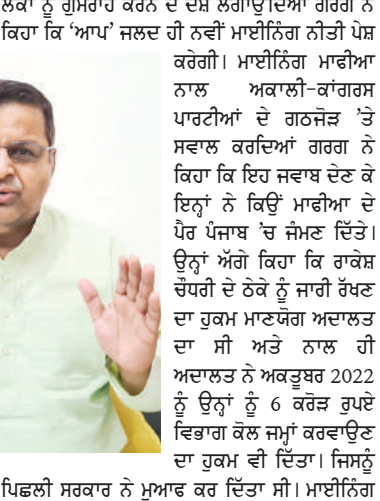 ਲੋਕਾਂ ਨੂੰ ਗੁੰਮਰਾਹ ਕਰਨ ਦੇ ਦੋਸ਼ ਲਗਾਉਂਦਿਆਂ ਗਰਗ ਨੇ
ਕਿਹਾ ਕਿ ‘ਆਪ’ ਜਲਦ ਹੀ ਨਵੀਂ ਮਾਈਨਿੰਗ ਨੀਤੀ ਪੇਸ਼
ਕਰੇਗੀ। ਮਾਈਨਿੰਗ ਮਾਫੀਆ
ਨਾਲ ਅਕਾਲੀ-ਕਾਂਗਰਸ
ਪਾਰਟੀਆਂ ਦੇ ਗਠਜੋੜ ’ਤੇ
ਸਵਾਲ ਕਰਦਿਆਂ ਗਰਗ ਨੇ
ਕਿਹਾ ਕਿ ਇਹ ਜਵਾਬ ਦੇਣ ਕੇ
ਇਨ੍ਹਾਂ ਨੇ ਕਿਉਂ ਮਾਫੀਆ ਦੇ
ਪੈਰ ਪੰਜਾਬ ’ਚ ਜੰਮਣ ਦਿੱਤੇ।
ਉਨ੍ਹਾਂ ਅੱਗੇ ਕਿਹਾ ਕਿ ਰਾਕੇਸ਼
ਚੌਧਰੀ ਦੇ ਠੇਕੇ ਨੂੰ ਜਾਰੀ ਰੱਖਣ
ਦਾ ਹੁਕਮ ਮਾਣਯੋਗ ਅਦਾਲਤ
ਦਾ ਸੀ ਅਤੇ ਨਾਲ ਹੀ
ਅਦਾਲਤ ਨੇ ਅਕਤੂਬਰ 2022
ਨੂੰ ਉਨ੍ਹਾਂ ਨੂੰ 6 ਕਰੋੜ ਰੁਪਏ
ਵਿਭਾਗ ਕੋਲ ਜਮ੍ਹਾਂ ਕਰਵਾਉਣ
ਦਾ ਹੁਕਮ ਵੀ ਦਿੱਤਾ। ਜਿਸਨੂੰ
ਪਿਛਲੀ ਸਰਕਾਰ ਨੇ ਮੁਆਫ ਕਰ ਦਿੱਤਾ ਸੀ। ਮਾਈਨਿੰਗ